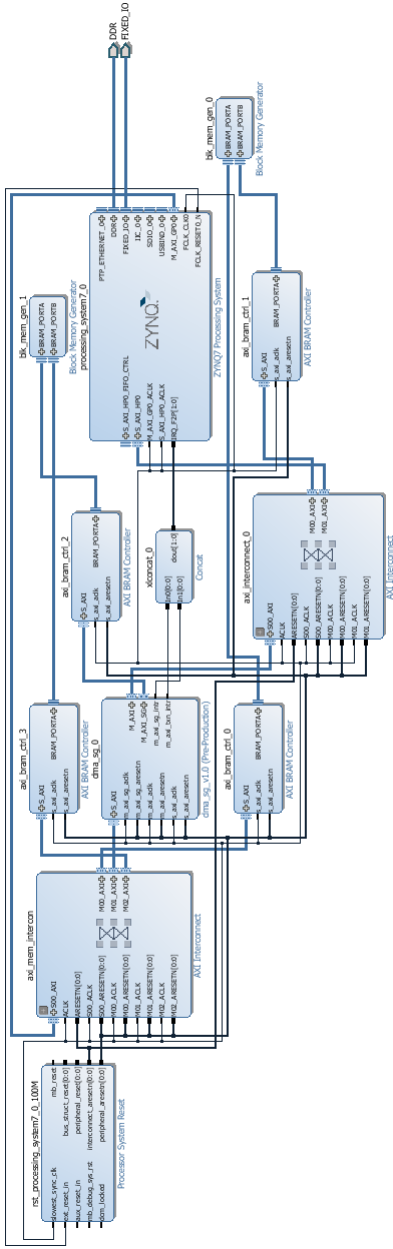 rst_processing_system7_0_100M
slowest_sync_clk
ext_reset_in
aux_reset_in
mb_debug_sys_rst
dcm_locked
mb_reset
bus_struct_reset[0:0]
peripheral_reset[0:0]
interconnect_aresetn[0:0]
peripheral_aresetn[0:0]
Processor System Reset
axi_mem_intercon
S00_AXI
ACLK
ARESETN[0:0]
S00_ACLK
S00_ARESETN[0:0]
M00_ACLK
M00_ARESETN[0:0]
M01_ACLK
M01_ARESETN[0:0]
M02_ACLK
M02_ARESETN[0:0]
M00_AXI
M01_AXI
M02_AXI
AXI Interconnect
axi_bram_ctrl_3
S_AXI
s_axi_aclk
s_axi_aresetn
BRAM_PORTA
AXI BRAM Controller
dma_sg_0
S_AXI
m_axi_sg_aclk
m_axi_sg_aresetn
m_axi_aclk
m_axi_aresetn
s_axi_aclk
s_axi_aresetn
M_AXI
M_AXI_SG
m_axi_sg_intr
dma_sg_v1.0 (Pre-Production)
axi_bram_ctrl_0
S_AXI
s_axi_aclk
s_axi_aresetn
BRAM_PORTA
AXI BRAM Controller
axi_bram_ctrl_2
S_AXI
s_axi_aclk
s_axi_aresetn
BRAM_PORTA
AXI BRAM Controller
xlconcat_0
In0[0:0]
In1[0:0]
dout[1:0]
Concat
axi_interconnect_0
S00_AXI
ACLK
ARESETN[0:0]
S00_ACLK
S00_ARESETN[0:0]
M00_ACLK
M00_ARESETN[0:0]
M01_ACLK
M01_ARESETN[0:0]
M00_AXI
M01_AXI
AXI Interconnect
blk_mem_gen_1
BRAM_PORTA
BRAM_PORTB
Block Memory Generator
processing_system7_0
S_AXI_HP0_FIFO_CTRL
S_AXI_HP0
M_AXI_GP0_ACLK
S_AXI_HP0_ACLK
IRQ_F2P[1:0]
ZYNQ
PTP_ETHERNET_0
DDR
FIXED_IO
IIC_0
SDIO_0
USBIND_0
M_AXI_GP0
FCLK_CLK0
FCLK_RESET0_N
ZYNQ7 Processing System
axi_bram_ctrl_1
S_AXI
s_axi_aclk
s_axi_aresetn
BRAM_PORTA
AXI BRAM Controller
blk_mem_gen_0
BRAM_PORTA
BRAM_PORTB
Block Memory Generator
DDR
FIXED_IO